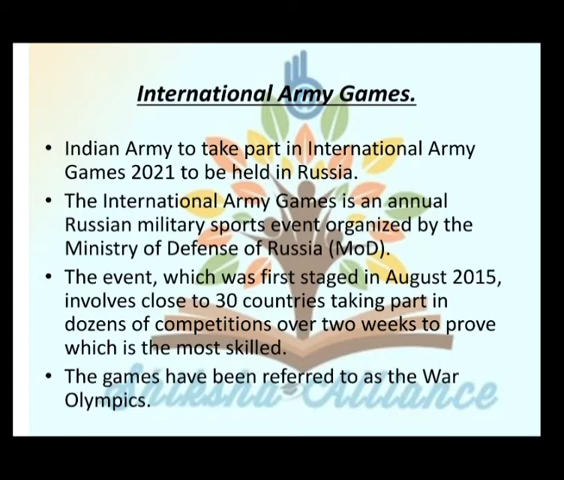 International Army Games.
• Indian Army to take part in International Army
Games 2021 to be held in Russia.
• The International Army Games is an annual
Russian military sports event organized by the
Ministry of Defense of Russia (MoD).
• The event, which was first staged in August 2015,
involves close to 30 countries taking part in
dozens of competitions over two weeks to prove
which is the most skilled.
• The games have been referred to as the War
Olympics.
Shiksha Alliance